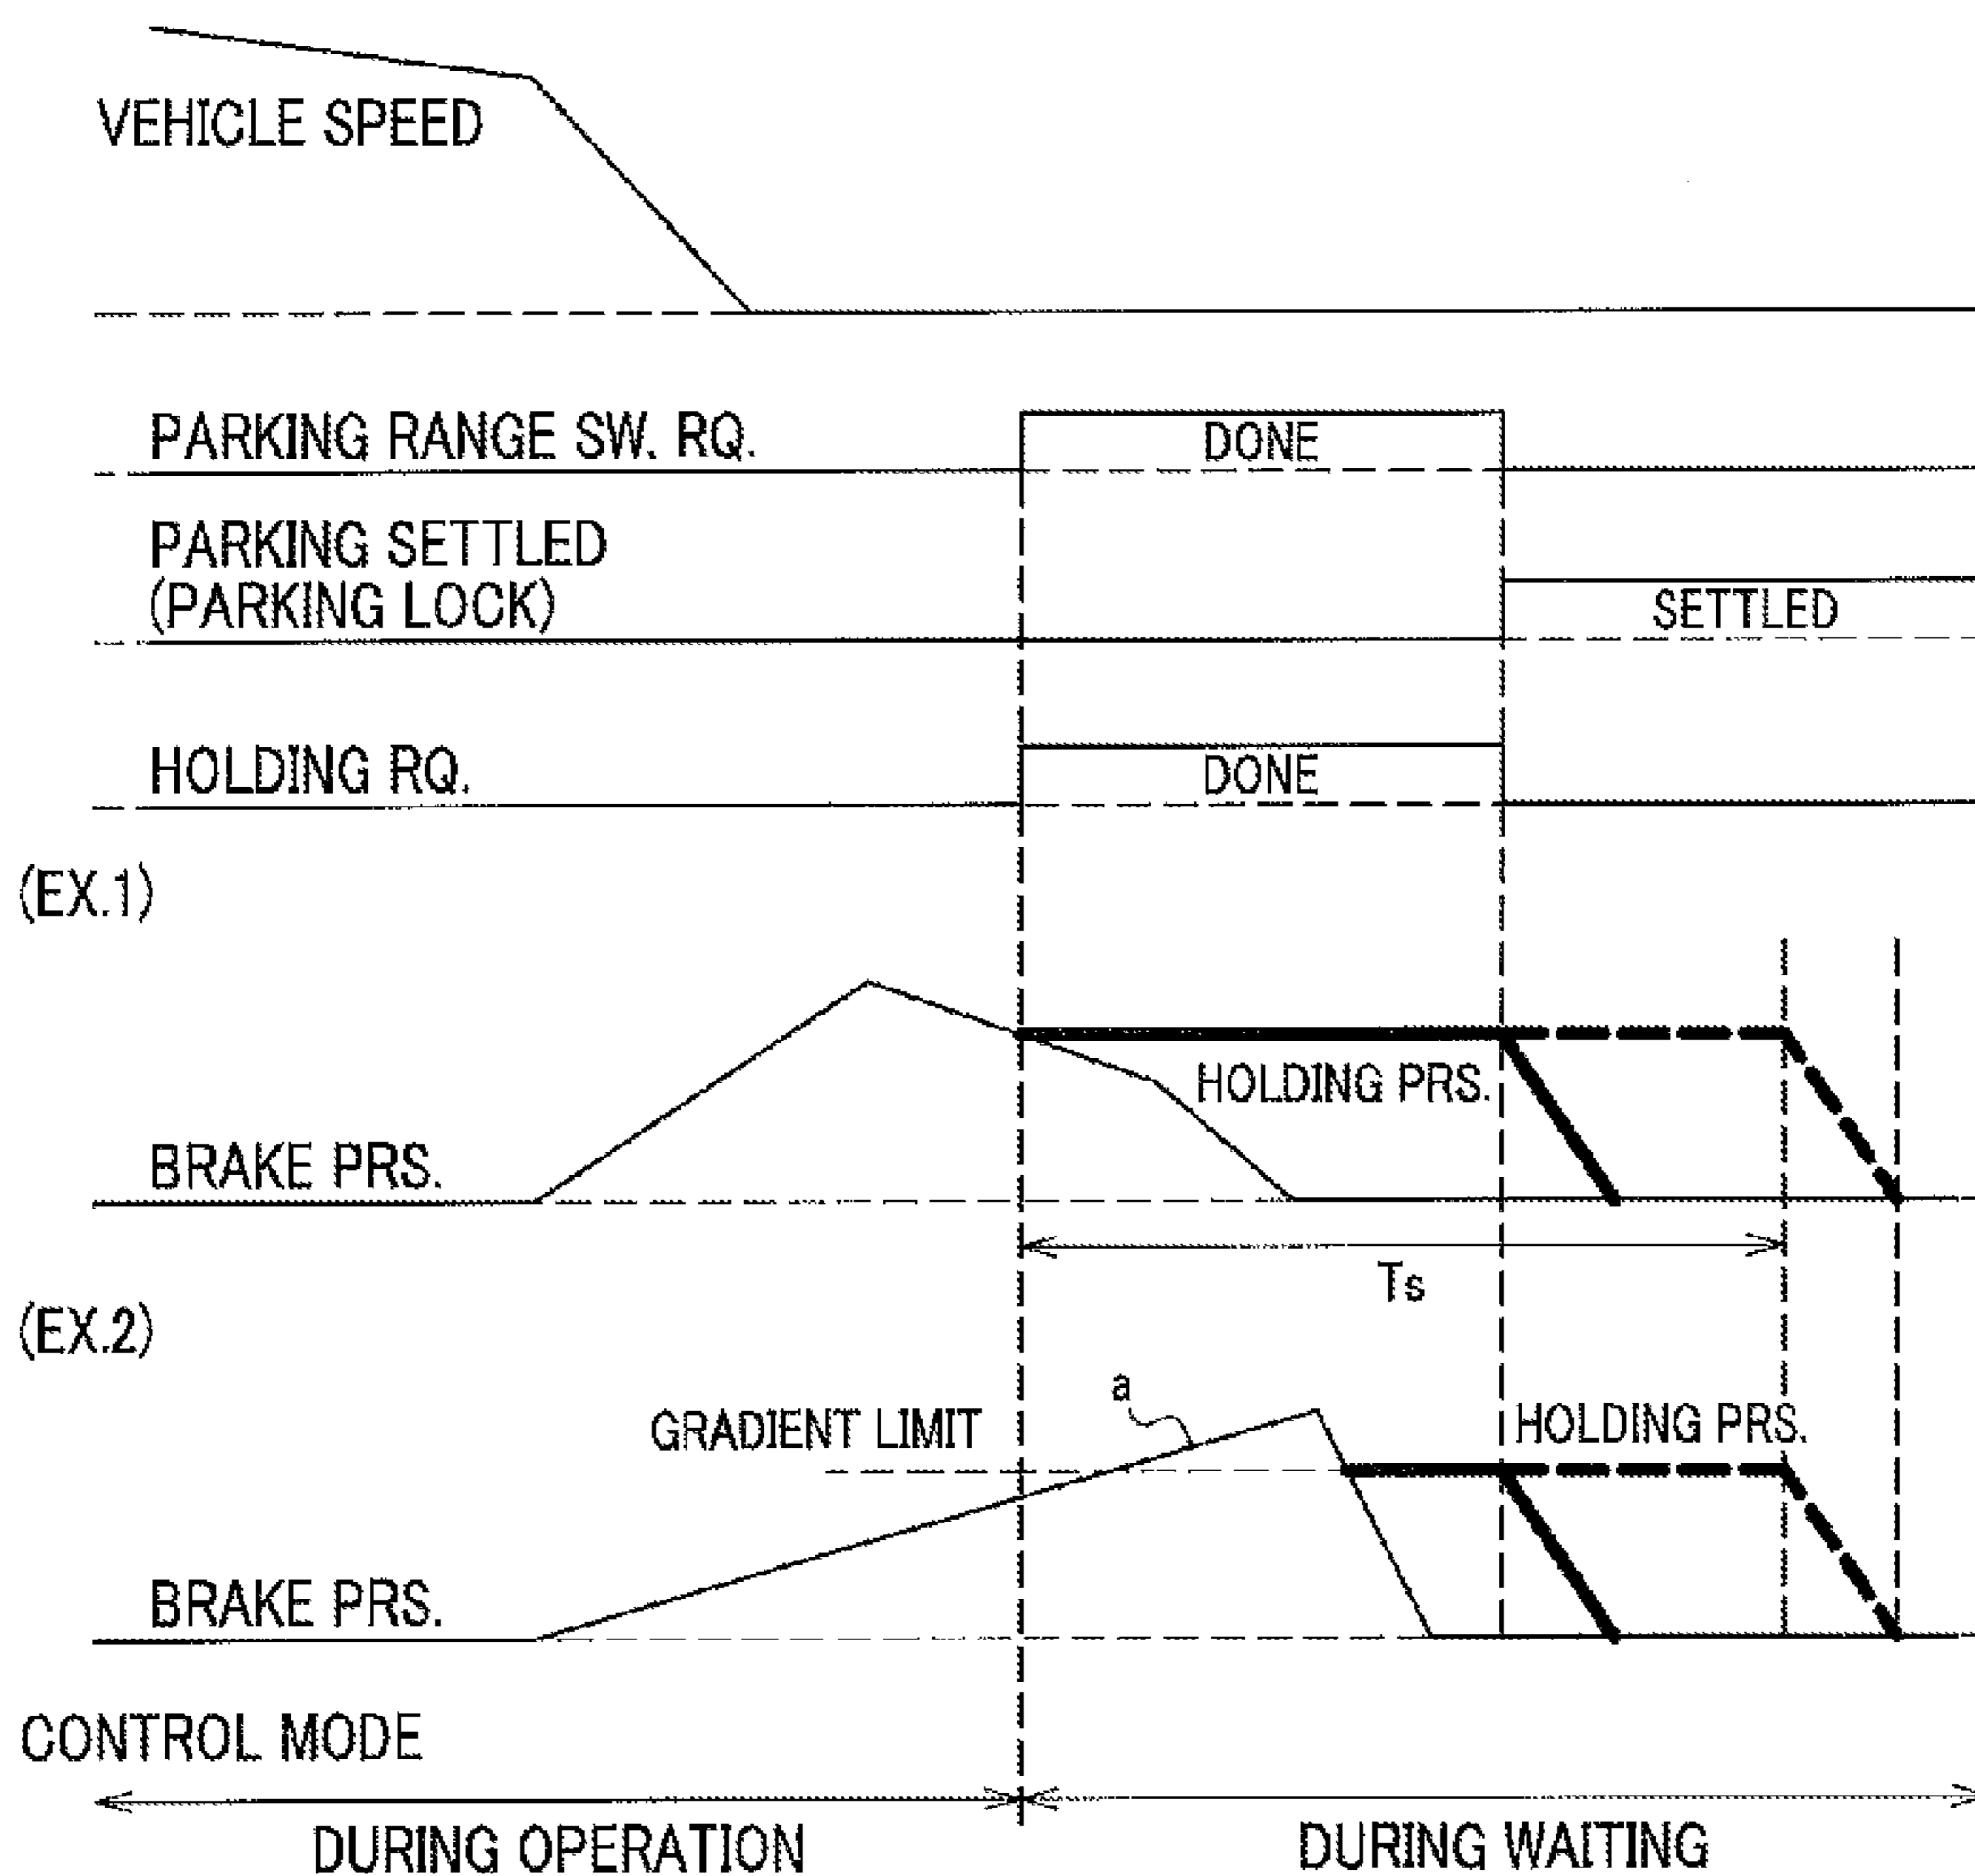 VEHICLE SPEED
PARKING RANGE SW. RQ.
DONE
PARKING SETTLED
(PARKING LOCK)
SETTLED
HOLDING RQ.
DONE
(EX.1)
HOLDING PRS.
BRAKE PRS.
Ts
(EX.2)
a
GRADIENT LIMIT
HOLDING PRS.
BRAKE PRS.
CONTROL MODE
DURING OPERATION
DURING WAITING